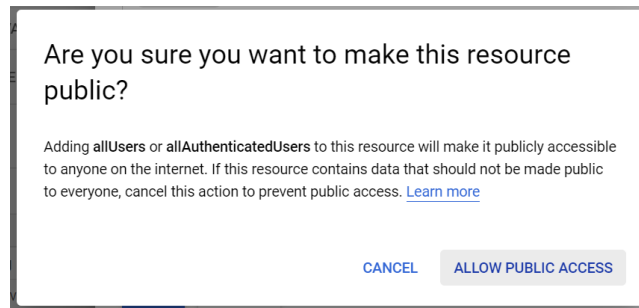 Are you sure you want to make this resource
public?
Adding allUsers or allAuthenticatedUsers to this resource will make it publicly accessible
to anyone on the internet. If this resource contains data that should not be made public
to everyone, cancel this action to prevent public access. Learn more
CANCEL ALLOW PUBLIC ACCESS